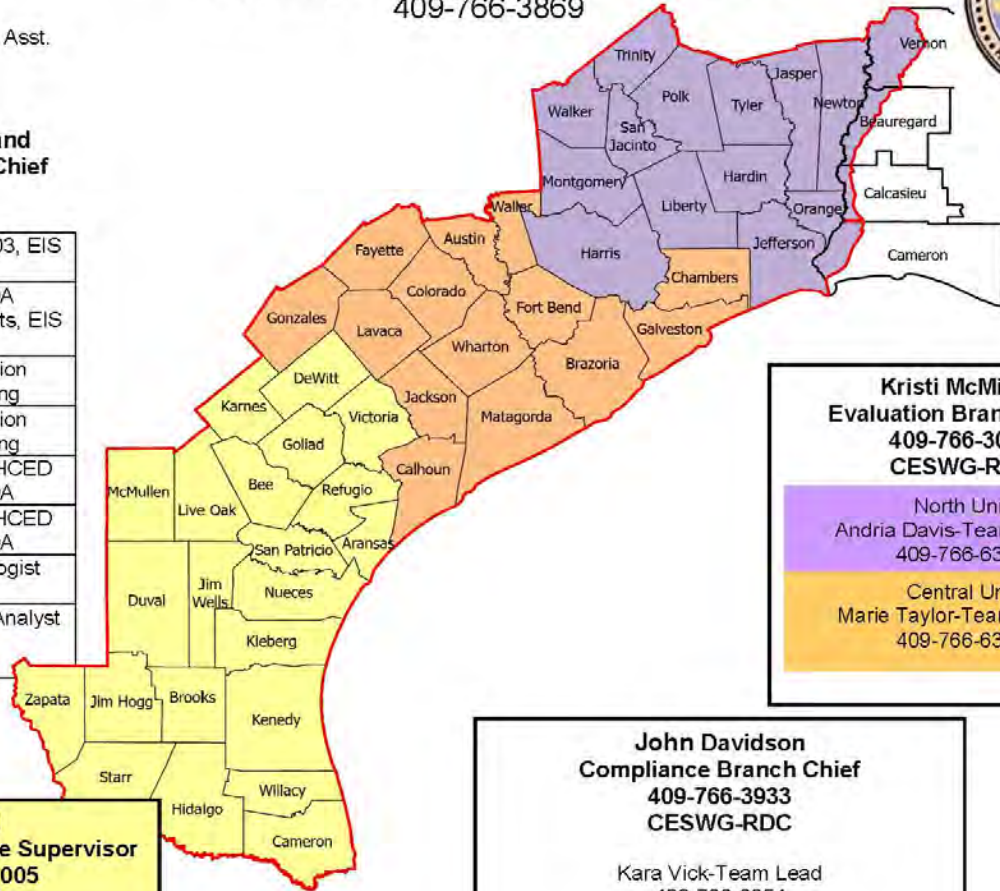 409-766-3869
Asst.
and
Chief
03, EIS
A
ts, EIS
ion
ng
ion
ng
HCED
A
HCED
A
ogist
Analyst
Trinity
Vernon
Jasper
Polk
Tyler
Newton
Walker
San
Jacinto
Beauregard
Montgomery
Hardin
Calcasieu
Liberty
Orange
Waller
Austin
Harris
Jefferson
Cameron
Fayette
Chambers
Colorado
Fort Bend
Gonzales
Lavaca
Galveston
Wharton
Brazoria
DeWitt
Jackson
Karnes
Victoria
Matagorda
Goliad
Calhoun
Bee
Refugio
McMullen
Live Oak
San Patricio
Aransas
Duval
Jim
Wells
Nueces
Kleberg
Zapata
Jim Hogg
Brooks
Kenedy
Starr
Willacy
Hidalgo
Cameron
Kristi McMi
Evaluation Bran
409-766-30
CESWG-R
North Uni
Andria Davis-Tea
409-766-63
Central Un
Marie Taylor-Tea
409-766-63
John Davidson
Compliance Branch Chief
409-766-3933
CESWG-RDC
Kara Vick-Team Lead
e Supervisor
005